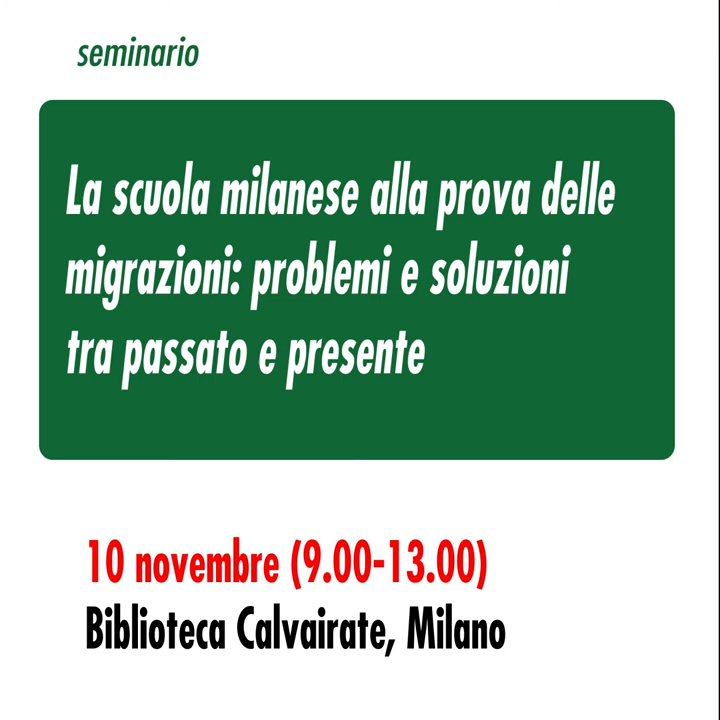 seminario
La scuola milanese alla prova delle
migrazioni: problemi e soluzioni
tra passato e presente
10 novembre (9.00-13.00)
Biblioteca Calvairate, Milano